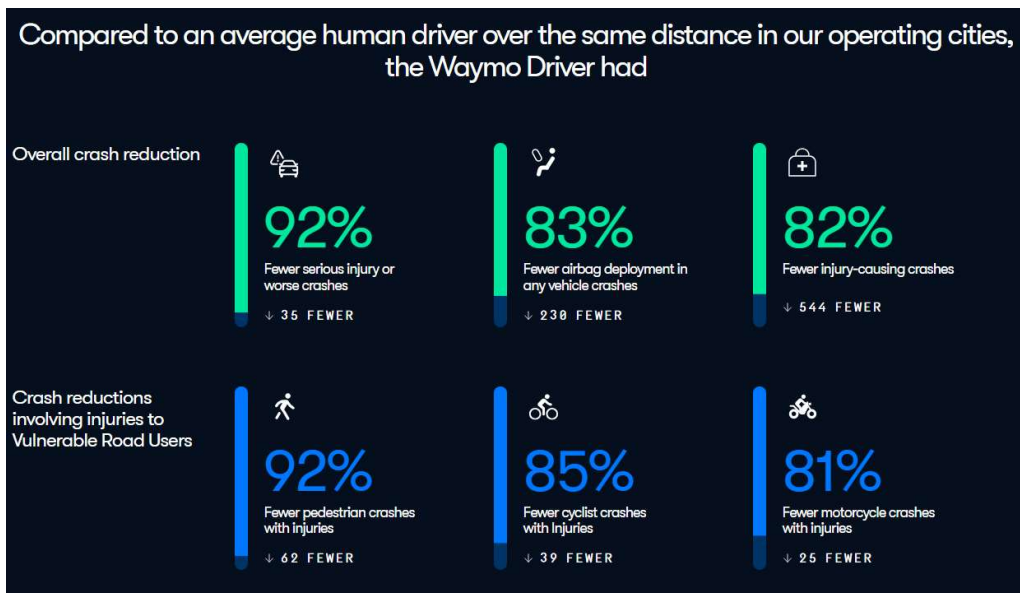 Compared to an average human driver over the same distance in our operating cities,
the Waymo Driver had
Overall crash reduction
92%
Fewer serious injury or
worse crashes
↓ 35 FEWER
83%
Fewer airbag deployment in
any vehicle crashes
↓ 230 FEWER
82%
Fewer injury-causing crashes
↓ 544 FEWER
Crash reductions
involving injuries to
Vulnerable Road Users
92%
Fewer pedestrian crashes
with injuries
↓ 62 FEWER
85%
Fewer cyclist crashes
with Injuries
↓ 39 FEWER
81%
Fewer motorcycle crashes
with injuries
↓ 25 FEWER